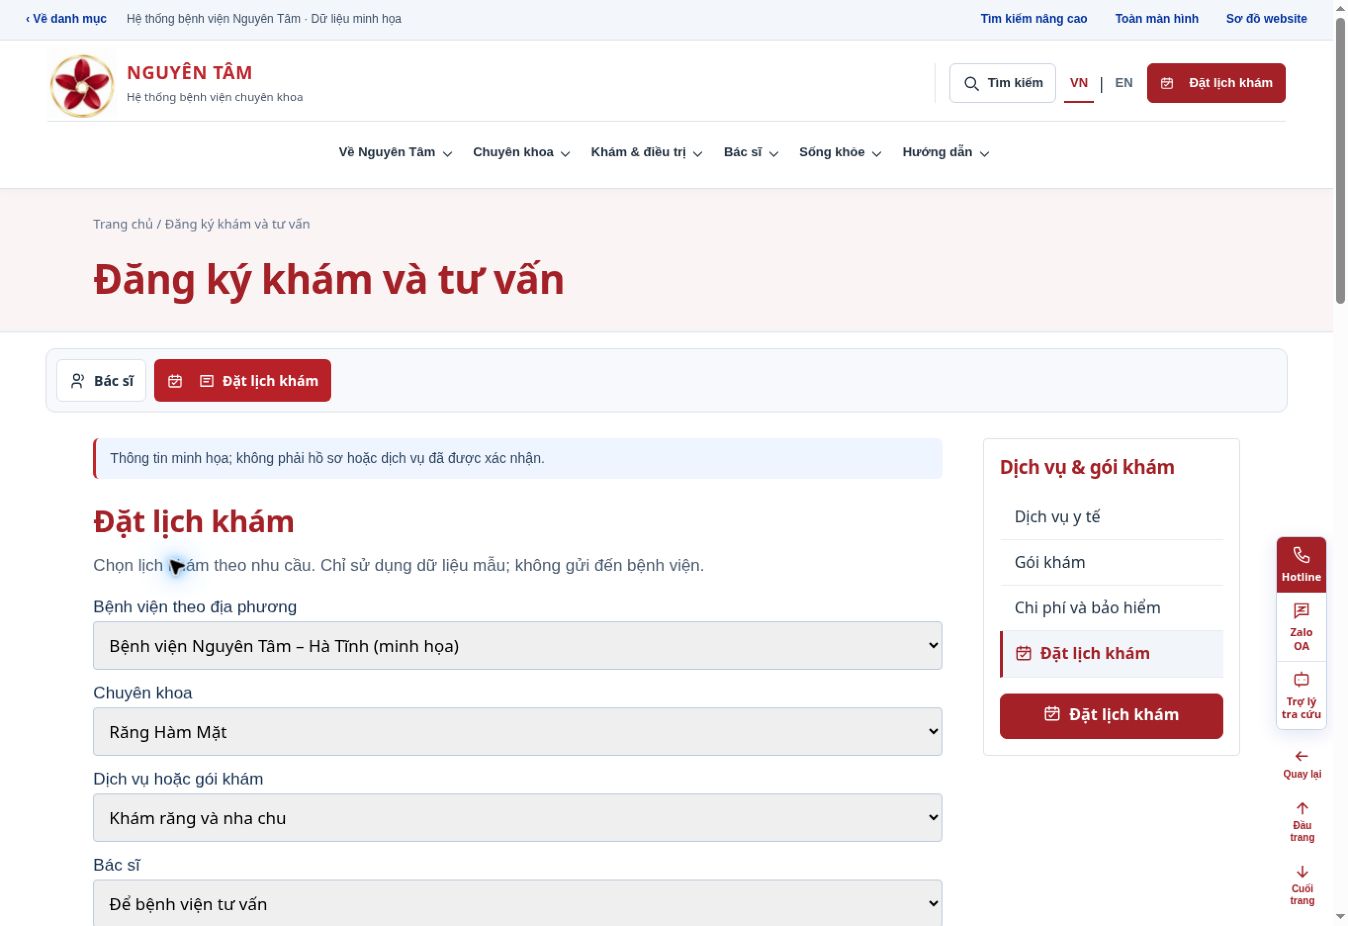 ‹ Về danh mục
Hệ thống bệnh viện Nguyên Tâm · Dữ liệu minh họa
Tìm kiếm nâng cao
Toàn màn hình
Sơ đồ website
NGUYÊN TÂM
Hệ thống bệnh viện chuyên khoa
Tìm kiếm
VN | EN
Đặt lịch khám
Về Nguyên Tâm
Chuyên khoa
Khám & điều trị
Bác sĩ
Sống khỏe
Hướng dẫn
Trang chủ / Đăng ký khám và tư vấn
Đăng ký khám và tư vấn
Bác sĩ
Đặt lịch khám
Thông tin minh họa; không phải hồ sơ hoặc dịch vụ đã được xác nhận.
Đặt lịch khám
Chọn lịch khám theo nhu cầu. Chỉ sử dụng dữ liệu mẫu; không gửi đến bệnh viện.
Bệnh viện theo địa phương
Bệnh viện Nguyên Tâm – Hà Tĩnh (minh họa)
Chuyên khoa
Răng Hàm Mặt
Dịch vụ hoặc gói khám
Khám răng và nha chu
Bác sĩ
Để bệnh viện tư vấn
Dịch vụ & gói khám
Dịch vụ y tế
Gói khám
Chi phí và bảo hiểm
Đặt lịch khám
Đặt lịch khám
Hotline
Zalo
OA
Trợ lý
tra cứu
Quay lại
Đầu
trang
Cuối
trang